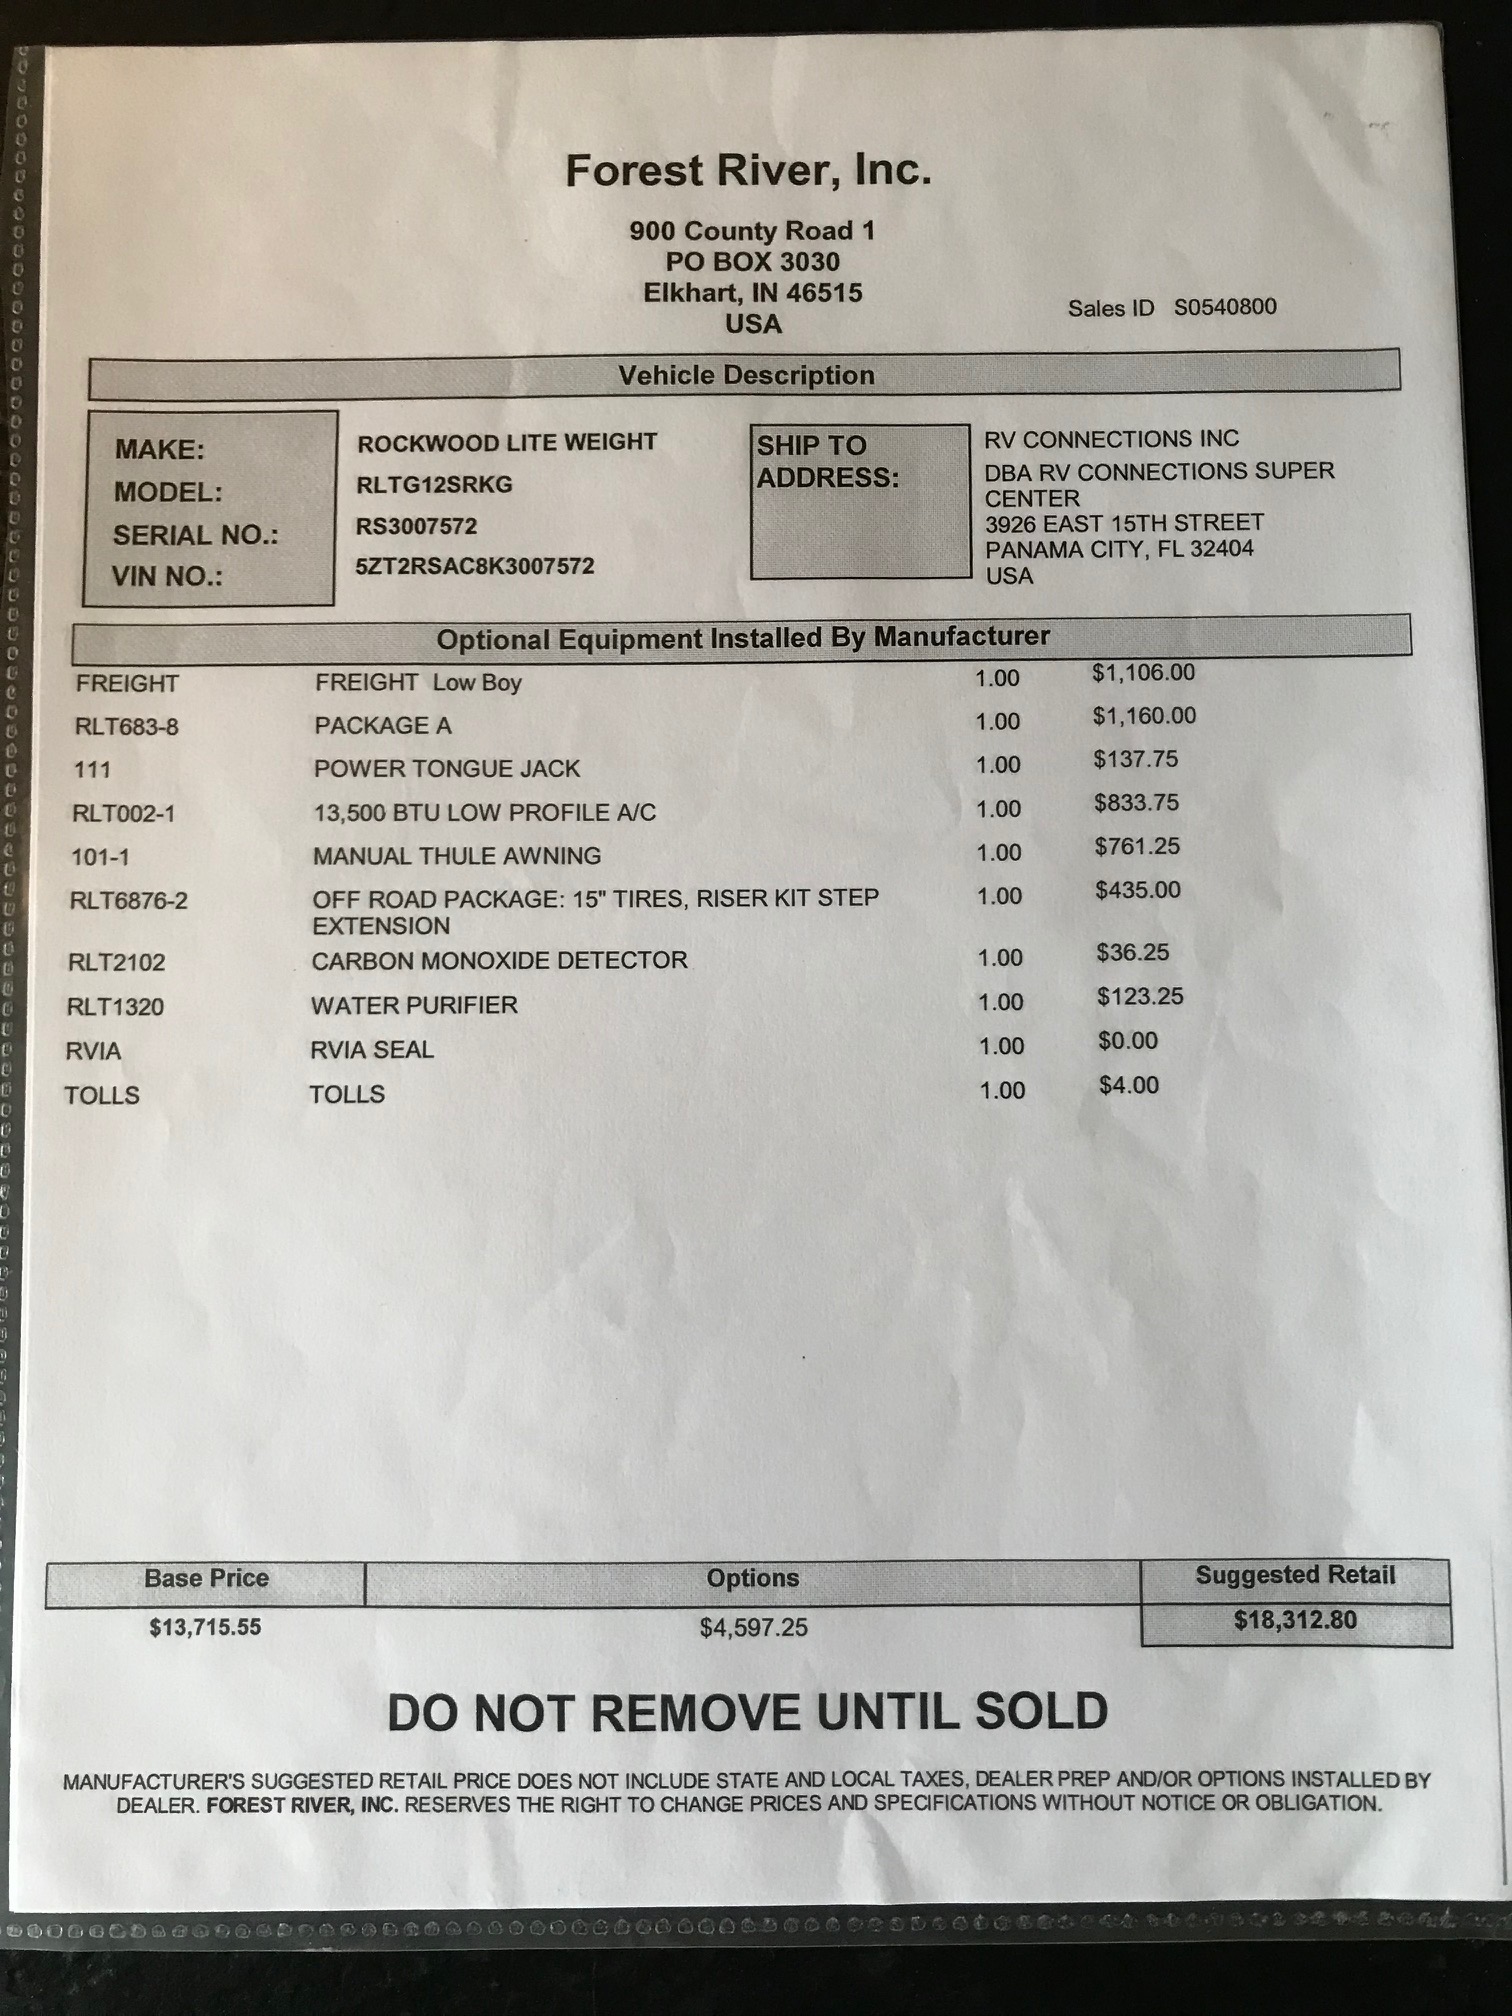 Forest River, Inc.
900 County Road 1
PO BOX 3030
Elkhart, IN 46515
USA
Sales ID S0540800
Vehicle Description
MAKE: ROCKWOOD LITE WEIGHT
MODEL: RLTG12SRKG
SERIAL NO.: RS3007572
VIN NO.: 5ZT2RSAC8K3007572
SHIP TO
ADDRESS:
RV CONNECTIONS INC
DBA RV CONNECTIONS SUPER
CENTER
3926 EAST 15TH STREET
PANAMA CITY, FL 32404
USA
Optional Equipment Installed By Manufacturer
FREIGHT FREIGHT Low Boy 1.00 $1,106.00
RLT683-8 PACKAGE A 1.00 $1,160.00
111 POWER TONGUE JACK 1.00 $137.75
RLT002-1 13,500 BTU LOW PROFILE A/C 1.00 $833.75
101-1 MANUAL THULE AWNING 1.00 $761.25
RLT6876-2 OFF ROAD PACKAGE: 15" TIRES, RISER KIT STEP 1.00 $435.00
EXTENSION
RLT2102 CARBON MONOXIDE DETECTOR 1.00 $36.25
RLT1320 WATER PURIFIER 1.00 $123.25
RVIA RVIA SEAL 1.00 $0.00
TOLLS TOLLS 1.00 $4.00
Base Price Options Suggested Retail
$13,715.55 $4,597.25 $18,312.80
DO NOT REMOVE UNTIL SOLD
MANUFACTURER'S SUGGESTED RETAIL PRICE DOES NOT INCLUDE STATE AND LOCAL TAXES, DEALER PREP AND/OR OPTIONS INSTALLED BY
DEALER. FOREST RIVER, INC. RESERVES THE RIGHT TO CHANGE PRICES AND SPECIFICATIONS WITHOUT NOTICE OR OBLIGATION.